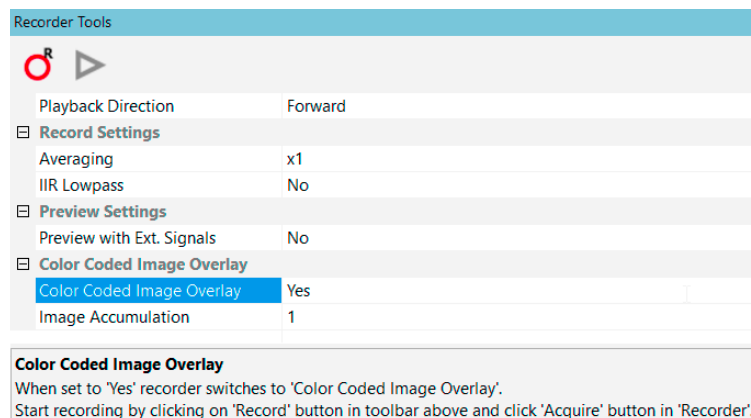 Recorder Tools
R
Playback Direction Forward
Record Settings
Averaging x1
IIR Lowpass No
Preview Settings
Preview with Ext. Signals No
Color Coded Image Overlay
Color Coded Image Overlay Yes
Image Accumulation 1
Color Coded Image Overlay
When set to 'Yes' recorder switches to 'Color Coded Image Overlay'.
Start recording by clicking on 'Record' button in toolbar above and click 'Acquire' button in 'Recorder'